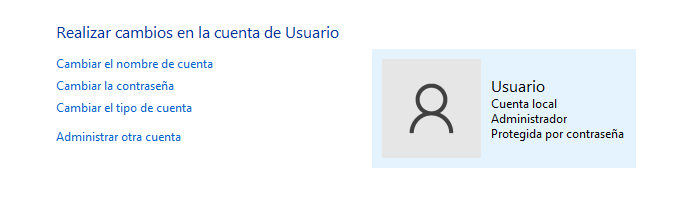 Realizar cambios en la cuenta de Usuario
Cambiar el nombre de cuenta
Cambiar la contraseña
Cambiar el tipo de cuenta
Administrar otra cuenta
Usuario
Cuenta local
Administrador
Protegida por contraseña